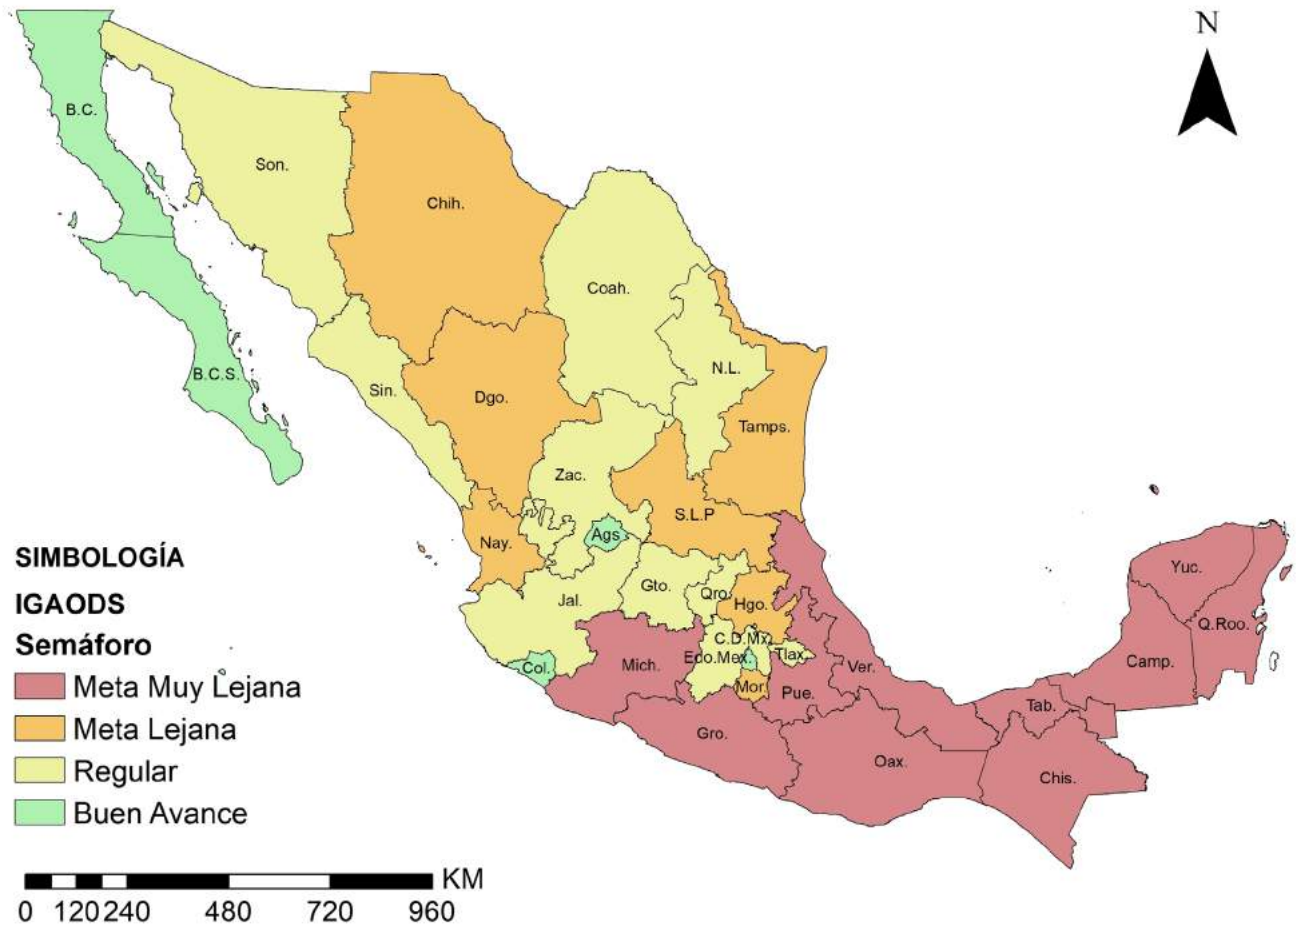 N
B.C.
Son.
Chih.
Coah.
B.C.S.
N.L.
Sin.
Dgo.
Tamps.
Zac.
S.L.P
Ags
Nay.
Gto.
Qro.
Hgo.
Jal.
C.D.Mx.
Edo.Mex.
Tlax.
Col.
Mich.
Mor.
Pue.
Ver.
Gro.
Oax.
Tab.
Chis.
Camp.
Yuc.
Q.Roo.
SIMBOLOGÍA
IGAODS
Semáforo
Meta Muy Lejana
Meta Lejana
Regular
Buen Avance
KM
0 120 240 480 720 960